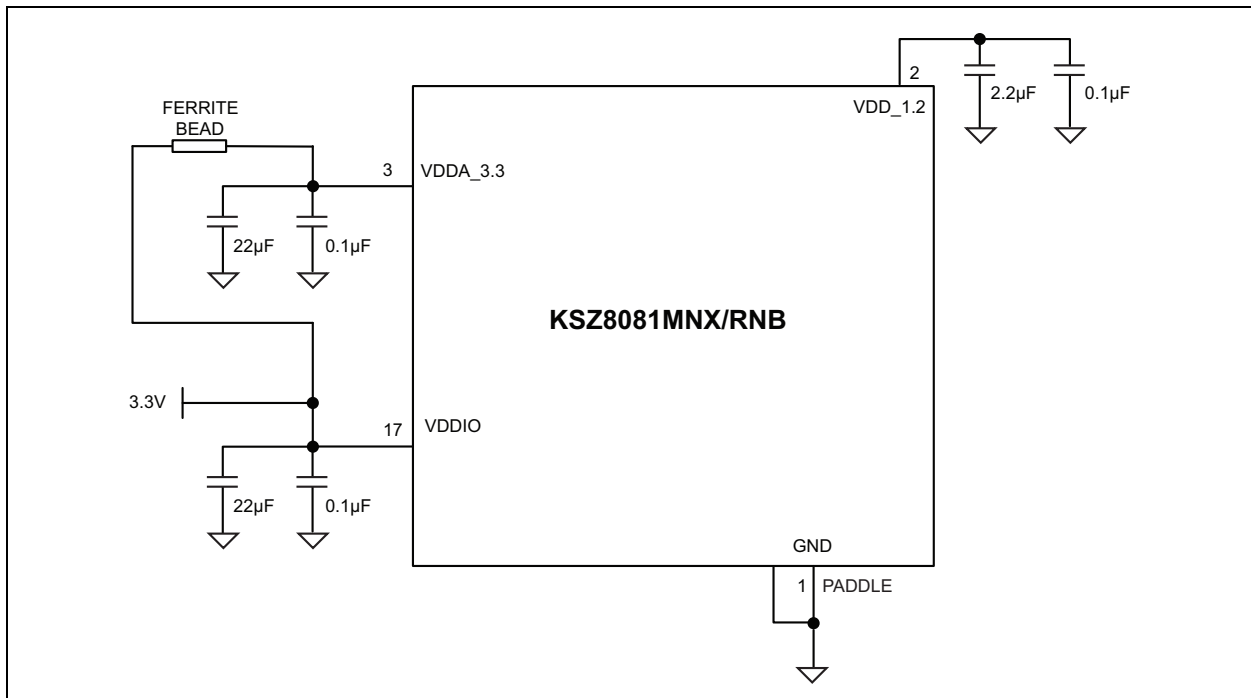 2
VDD_1.2
2.2µF
0.1µF
FERRITE
BEAD
3
VDDA_3.3
22µF
0.1µF
KSZ8081MNX/RNB
3.3V
17
VDDIO
22µF
0.1µF
GND
1
PADDLE